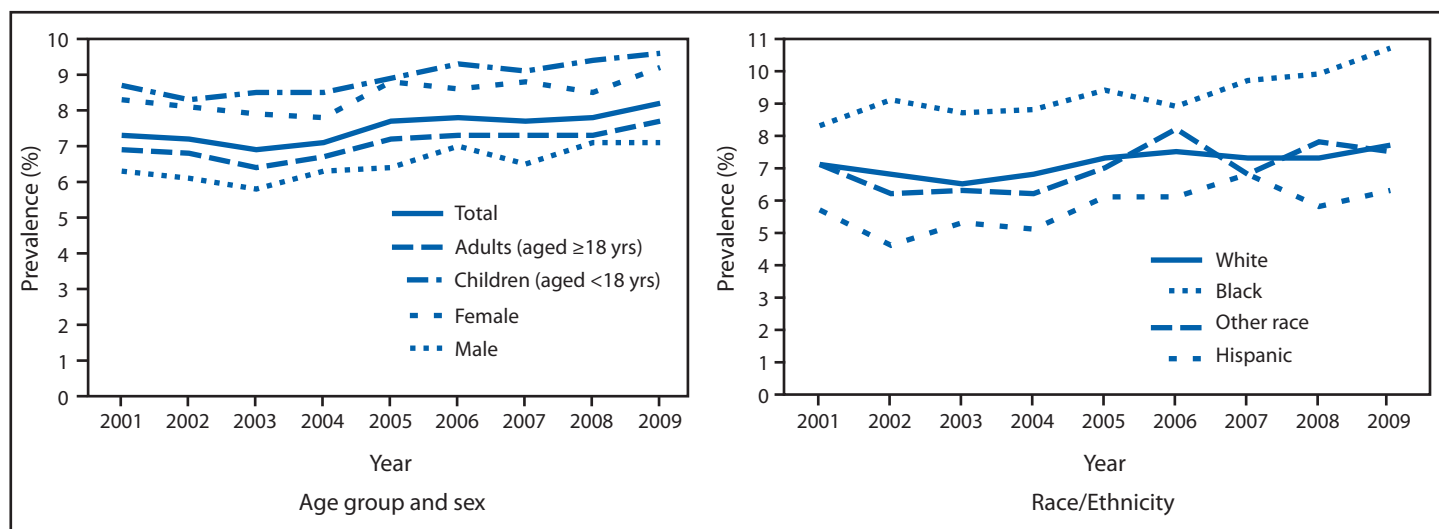 10
9
8
7
6
5
4
3
2
1
0
Prevalence (%)
Total
Adults (aged ≥18 yrs)
Children (aged <18 yrs)
Female
Male
2001 2002 2003 2004 2005 2006 2007 2008 2009
Year
Age group and sex
11
10
9
8
7
6
5
4
3
2
1
0
Prevalence (%)
White
Black
Other race
Hispanic
2001 2002 2003 2004 2005 2006 2007 2008 2009
Year
Race/Ethnicity